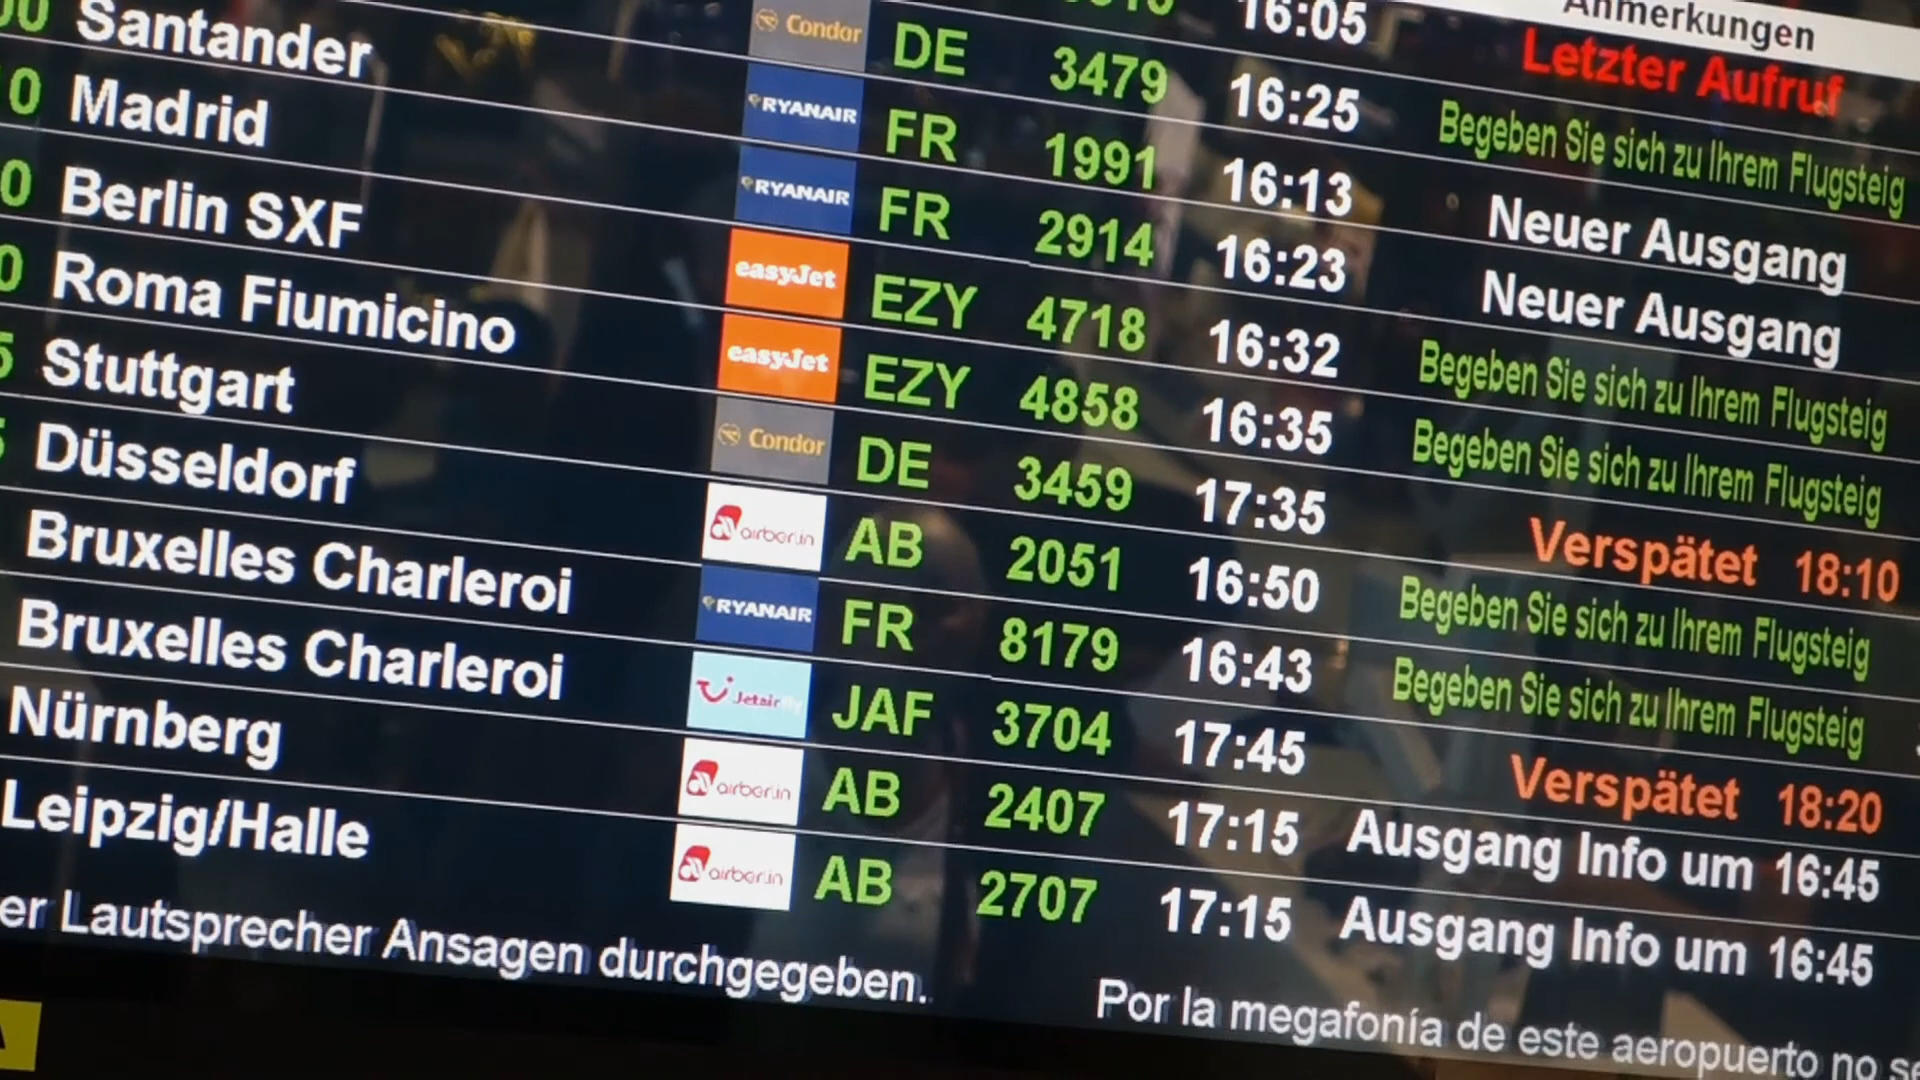 Anmerkungen
16:05 Letzter Aufruf
Condor DE 3479 16:25 Begeben Sie sich zu Ihrem Flugsteig
Santander RYANAIR FR 1991 16:13 Neuer Ausgang
Madrid RYANAIR FR 2914 16:23 Neuer Ausgang
Berlin SXF easyJet EZY 4718 16:32 Begeben Sie sich zu Ihrem Flugsteig
Roma Fiumicino easyJet EZY 4858 16:35 Begeben Sie sich zu Ihrem Flugsteig
Stuttgart Condor DE 3459 17:35 Verspätet 18:10
Düsseldorf airberlin AB 2051 16:50 Begeben Sie sich zu Ihrem Flugsteig
Bruxelles Charleroi RYANAIR FR 8179 16:43 Begeben Sie sich zu Ihrem Flugsteig
Bruxelles Charleroi Jetairfly JAF 3704 17:45 Verspätet 18:20
Nürnberg airberlin AB 2407 17:15 Ausgang Info um 16:45
Leipzig/Halle airberlin AB 2707 17:15 Ausgang Info um 16:45
er Lautsprecher Ansagen durchgegeben. Por la megafonía de este aeropuerto no se